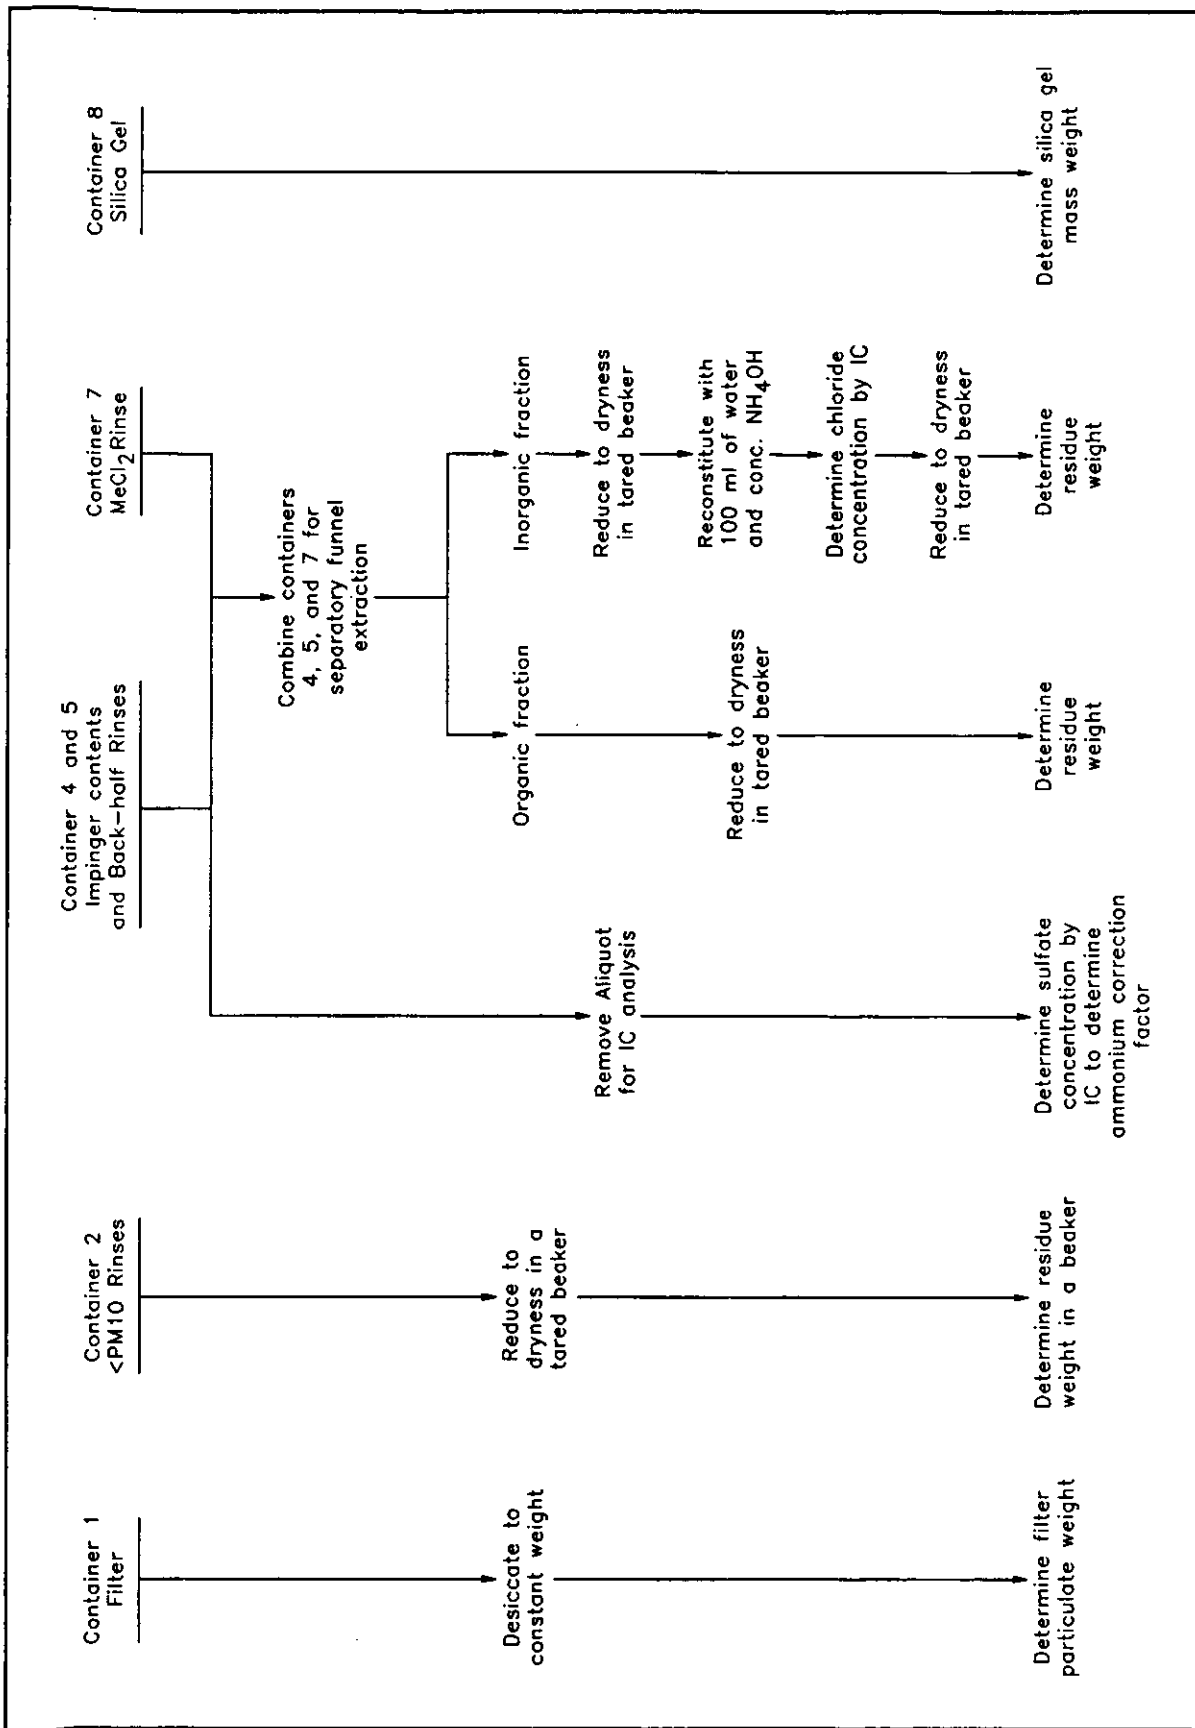 Container 1
Filter
Desiccate to
constant weight
Determine filter
particulate weight
Container 2
<PM10 Rinses
Reduce to
dryness in a
tared beaker
Determine residue
weight in a beaker
Container 4 and 5
Impinger contents
and Back-half Rinses
Remove Aliquot
for IC analysis
Determine sulfate
concentration by
IC to determine
ammonium correction
factor
Container 7
MeCl₂ Rinse
Combine containers
4, 5, and 7 for
separatory funnel
extraction
Organic fraction
Reduce to dryness
in tared beaker
Determine
residue
weight
Inorganic fraction
Reduce to dryness
in tared beaker
Reconstitute with
100 ml of water
and conc. NH₄OH
Determine chloride
concentration by IC
Reduce to dryness
in tared beaker
Determine
residue
weight
Container 8
Silica Gel
Determine silica gel
mass weight